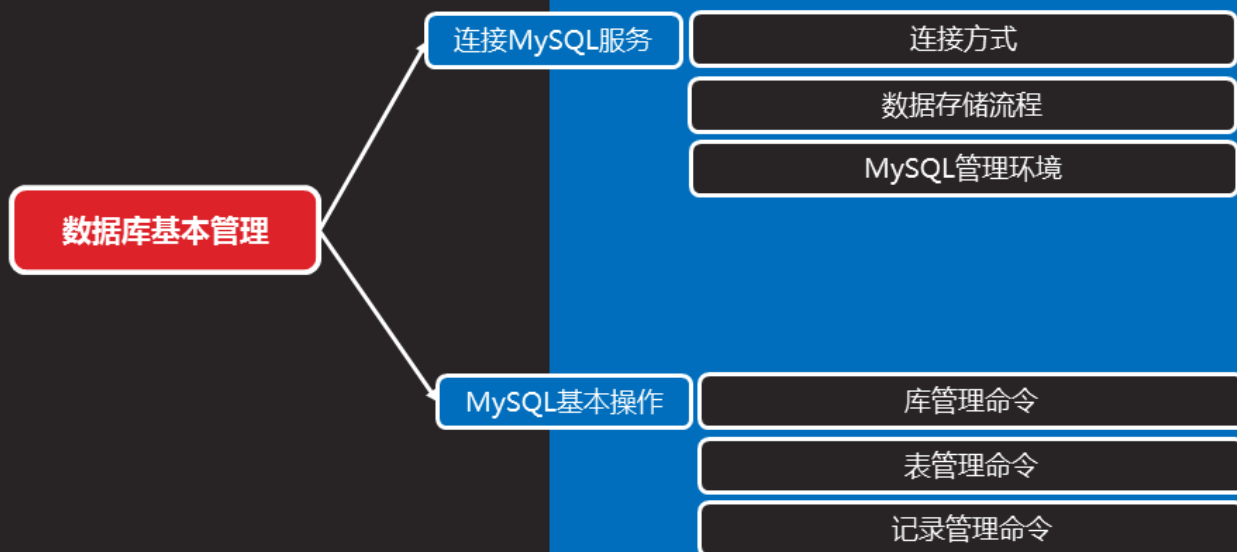 数据库基本管理
连接MySQL服务
连接方式
数据存储流程
MySQL管理环境
MySQL基本操作
库管理命令
表管理命令
记录管理命令